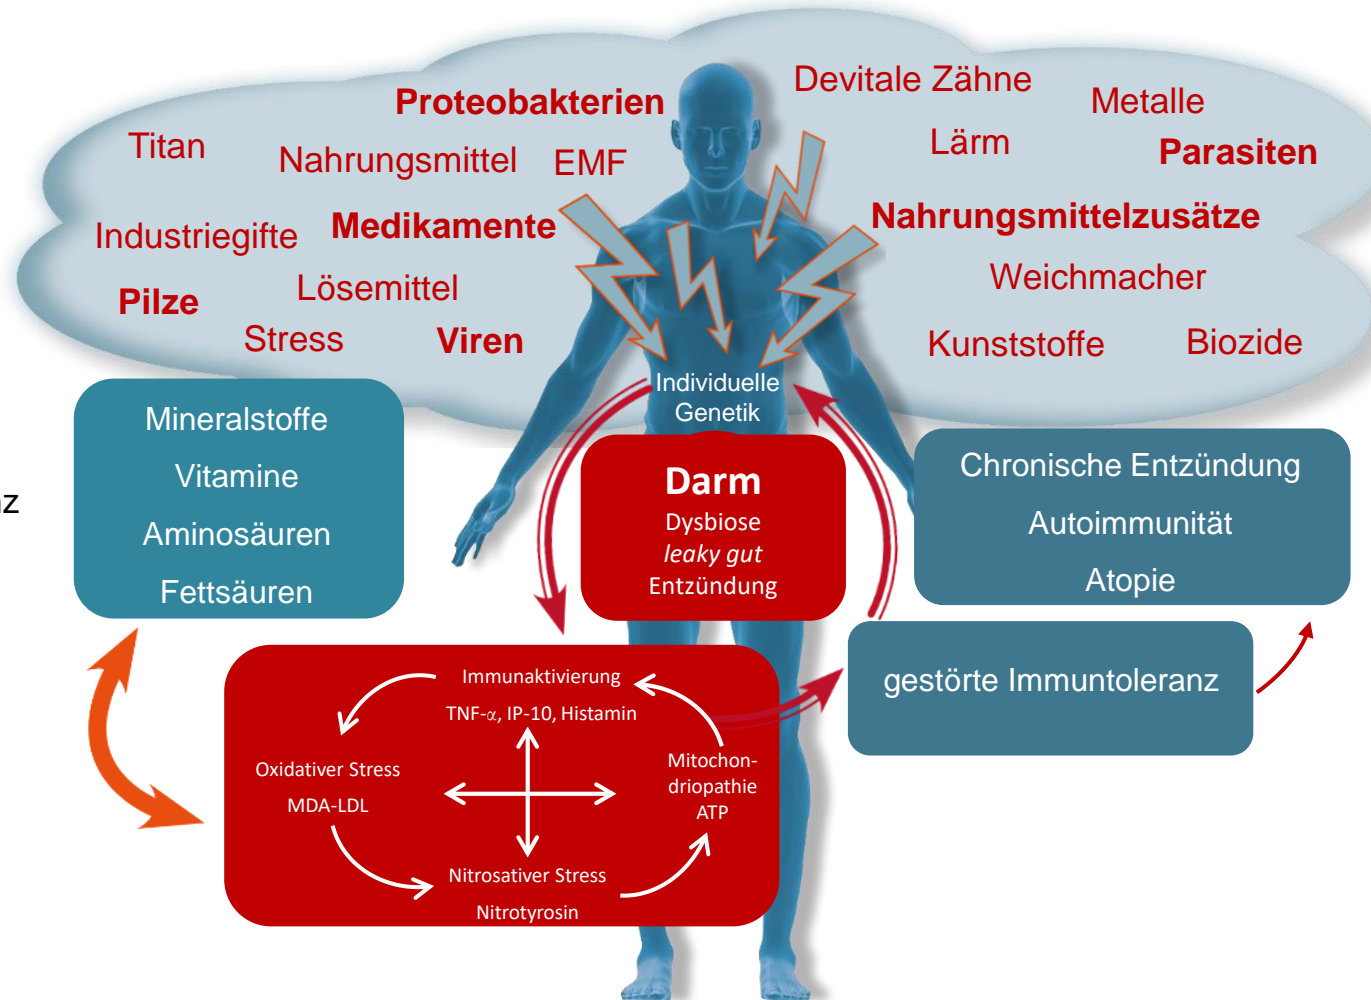 Proteobakterien
Titan
Nahrungsmittel
EMF
Industriegifte
Medikamente
Lösemittel
Pilze
Stress
Viren
Devitale Zähne
Metalle
Lärm
Parasiten
Nahrungsmittelzusätze
Weichmacher
Kunststoffe
Biozide
Individuelle
Genetik
Mineralstoffe
Vitamine
Aminosäuren
Fettsäuren
Darm
Dysbiose
leaky gut
Entzündung
Chronische Entzündung
Autoimmunität
Atopie
gestörte Immuntoleranz
Immunaktivierung
TNF-α, IP-10, Histamin
Oxidativer Stress
MDA-LDL
Mitochon-
driopathie
ATP
Nitrosativer Stress
Nitrotyrosin